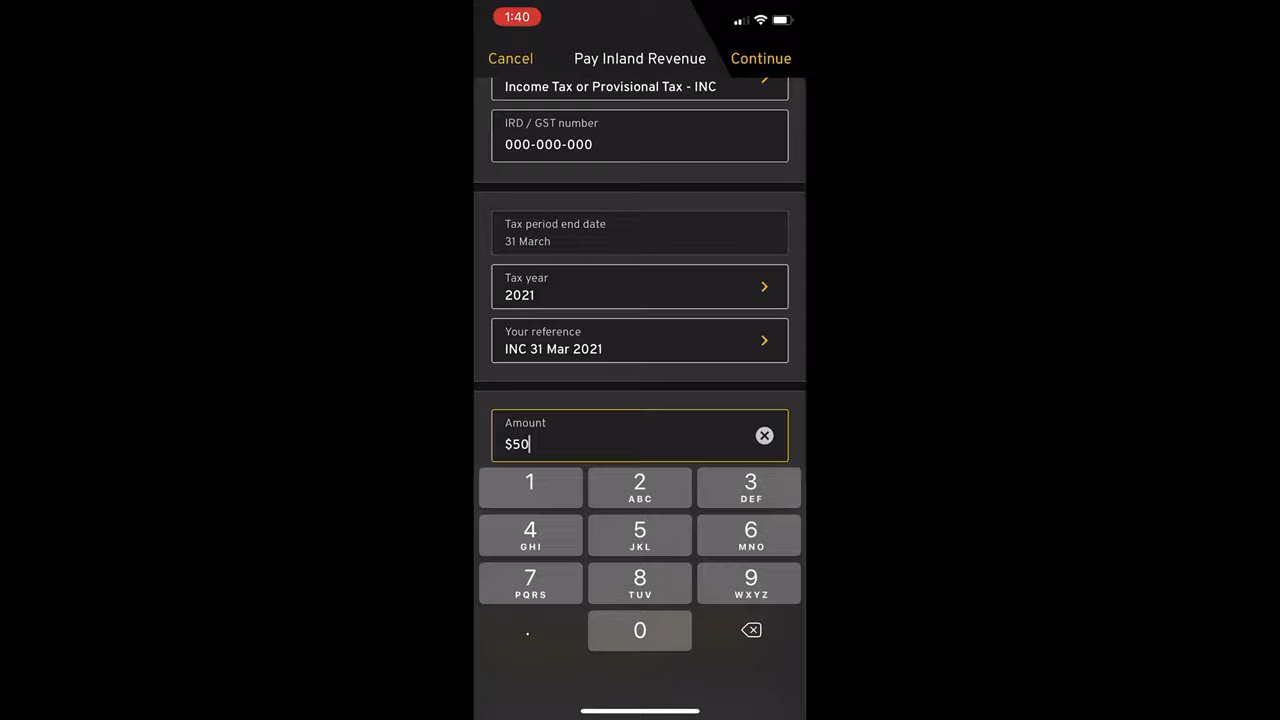 1:40
Cancel Pay Inland Revenue Continue
Income Tax or Provisional Tax - INC
IRD / GST number
000-000-000
Tax period end date
31 March
Tax year
2021
Your reference
INC 31 Mar 2021
Amount
$50
1 2 3
ABC DEF
4 5 6
GHI JKL MNO
7 8 9
PQRS TUV WXYZ
. 0